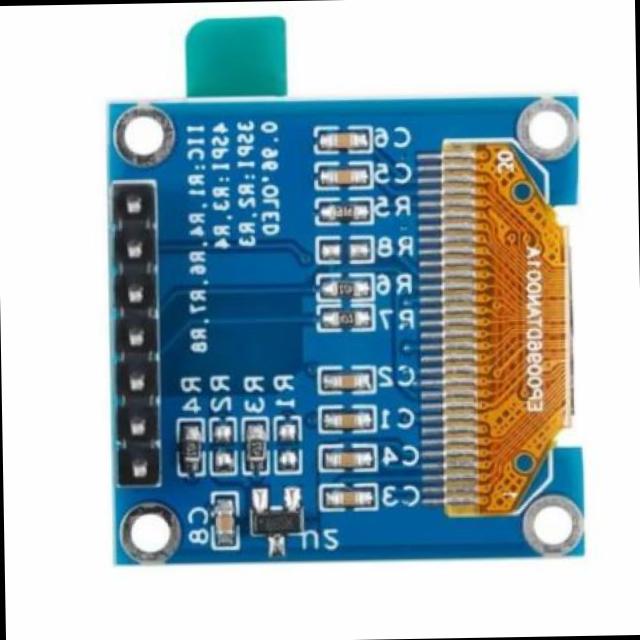 0.96'OLED
3SPI:R2,R3
4SPI:R3,R4
IIC:R1,R4,R6,R7,R8
C6
C5
R5
R8
R6
R7
C2
C1
C4
C3
R4
R2
R3
R1
C8
U2
20
1